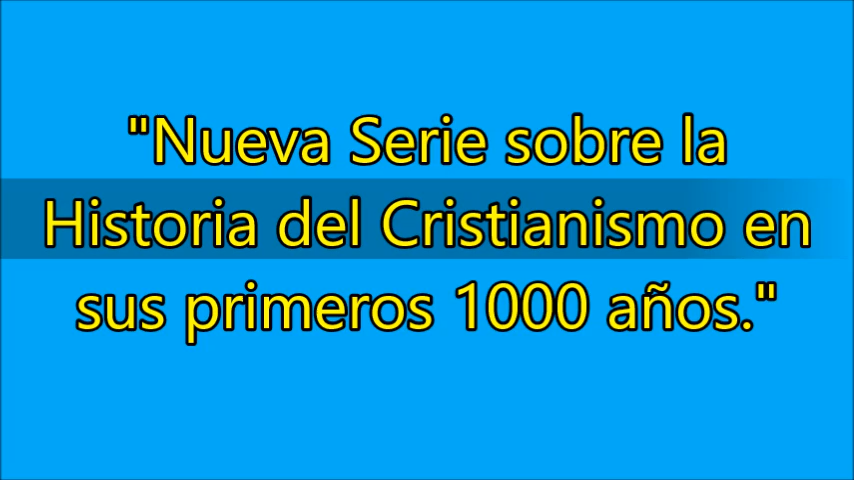 "Nueva Serie sobre la
Historia del Cristianismo en
sus primeros 1000 años."